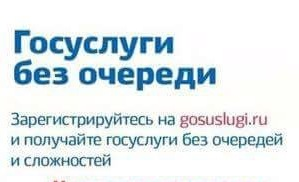 Госуслуги
без очереди
Зарегистрируйтесь на gosuslugi.ru
и получайте госуслуги без очередей
и сложностей